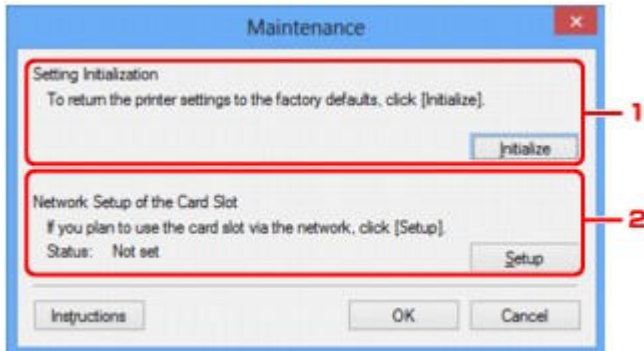 Maintenance
Setting Initialization
To return the printer settings to the factory defaults, click [Initialize].
1
Initialize
Network Setup of the Card Slot
If you plan to use the card slot via the network, click [Setup].
2
Status: Not set
Setup
Instructions OK Cancel